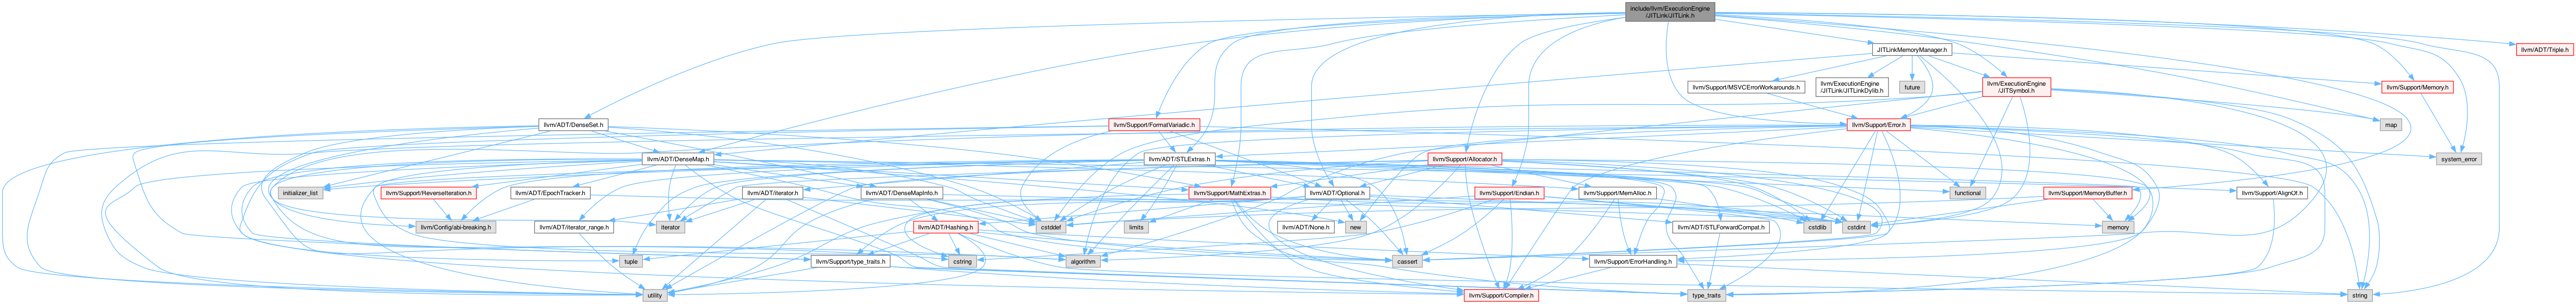 include/llvm/ExecutionEngine
/JITLink/JITLink.h
JITLinkMemoryManager.h
llvm/ADT/Triple.h
llvm/Support/MSVCErrorWorkarounds.h
llvm/ExecutionEngine
/JITLink/JITLinkDylib.h
future
llvm/ExecutionEngine
/JITSymbol.h
llvm/Support/Memory.h
llvm/ADT/DenseSet.h
llvm/Support/FormatVariadic.h
llvm/Support/Error.h
map
llvm/ADT/DenseMap.h
llvm/ADT/STLExtras.h
llvm/Support/Allocator.h
system_error
initializer_list
llvm/Support/ReverseIteration.h
llvm/ADT/EpochTracker.h
llvm/ADT/iterator.h
llvm/ADT/DenseMapInfo.h
llvm/Support/MathExtras.h
llvm/ADT/Optional.h
llvm/Support/Endian.h
llvm/Support/MemAlloc.h
functional
llvm/Support/MemoryBuffer.h
llvm/Support/AlignOf.h
llvm/Config/abi-breaking.h
llvm/ADT/iterator_range.h
iterator
llvm/ADT/Hashing.h
cstddef
limits
llvm/ADT/None.h
new
llvm/ADT/STLForwardCompat.h
cstdlib
cstdint
memory
tuple
llvm/Support/type_traits.h
cstring
algorithm
cassert
llvm/Support/ErrorHandling.h
utility
llvm/Support/Compiler.h
type_traits
string